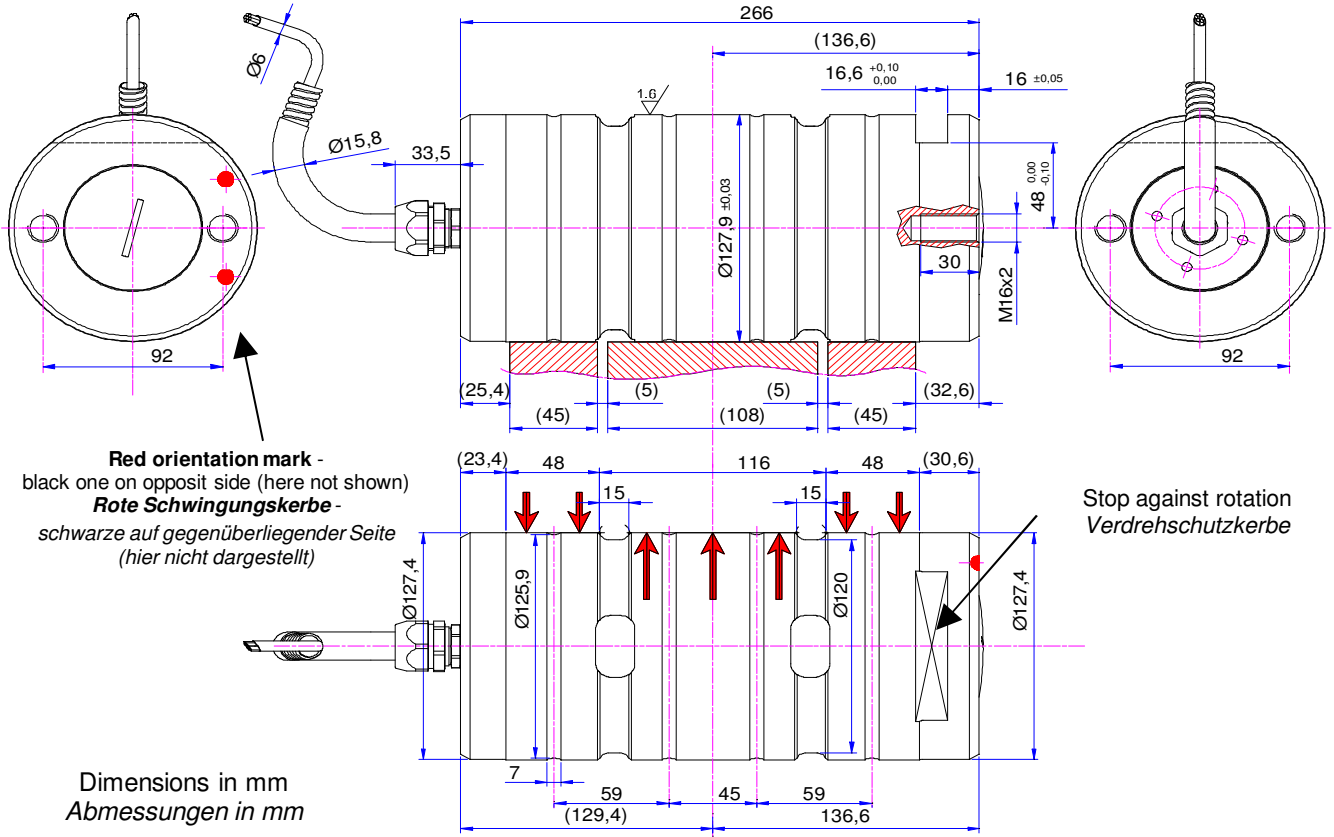 266
(136,6)
16,6 +0,10 0,00
16 ±0,05
Ø6
1.6
Ø15,8
33,5
Ø127,9 ±0,03
48 0,00 -0,10
30
M16x2
92
92
(25,4)
(5)
(5)
(32,6)
(45)
(108)
(45)
Red orientation mark -
black one on opposit side (here not shown)
Rote Schwingungskerbe -
schwarze auf gegenüberliegender Seite
(hier nicht dargestellt)
(23,4)
48
116
48
(30,6)
15
15
Stop against rotation
Verdrehschutzkerbe
Ø127,4
Ø125,9
Ø120
Ø127,4
7
59
45
59
(129,4)
136,6
Dimensions in mm
Abmessungen in mm